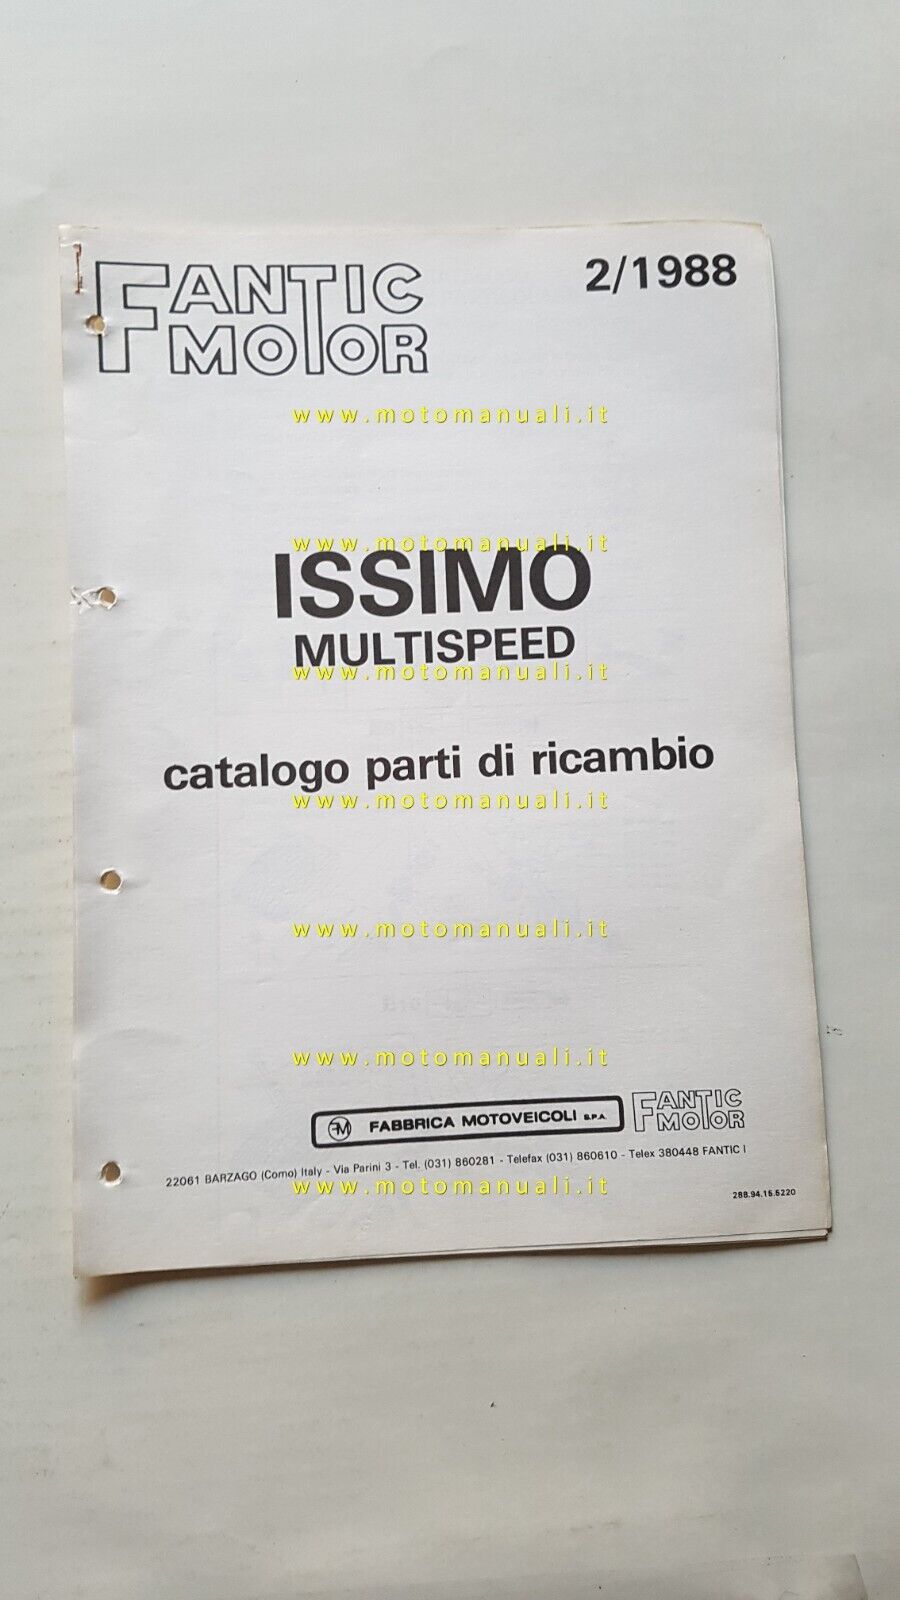 FANTIC MOTOR
2/1988
www.motomanuali.it
www.motomanuali.it
ISSIMO
MULTISPEED
www.motomanuali.it
catalogo parti di ricambio
www.motomanuali.it
www.motomanuali.it
www.motomanuali.it
FM FABBRICA MOTOVEICOLI S.P.A.
FANTIC MOTOR
22061 BARZAGO (Como) Italy - Via Parini 3 - Tel. (031) 860281 - Telefax (031) 860610 - Telex 380448 FANTIC I
www.motomanuali.it
288.94.16.6220